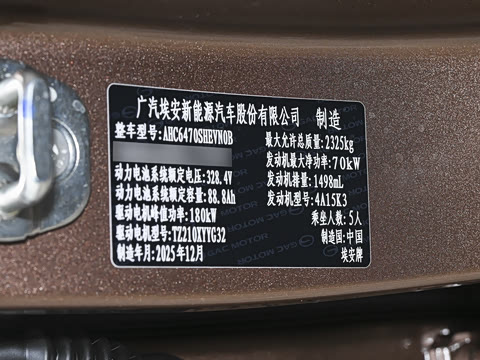 广汽埃安新能源汽车股份有限公司 制造
整车型号:AHC6470SHEVN0B
最大允许总质量:2325kg
发动机最大净功率:70kW
动力电池系统额定电压:328.4V
发动机排量:1498mL
动力电池系统额定容量:88.8Ah
发动机型号:4A15K3
驱动电机峰值功率:180kW
乘坐人数:5人
驱动电机型号:TZ210XYYG32
制造国:中国
制造年月:2025年12月
埃安牌
GAC MOTOR